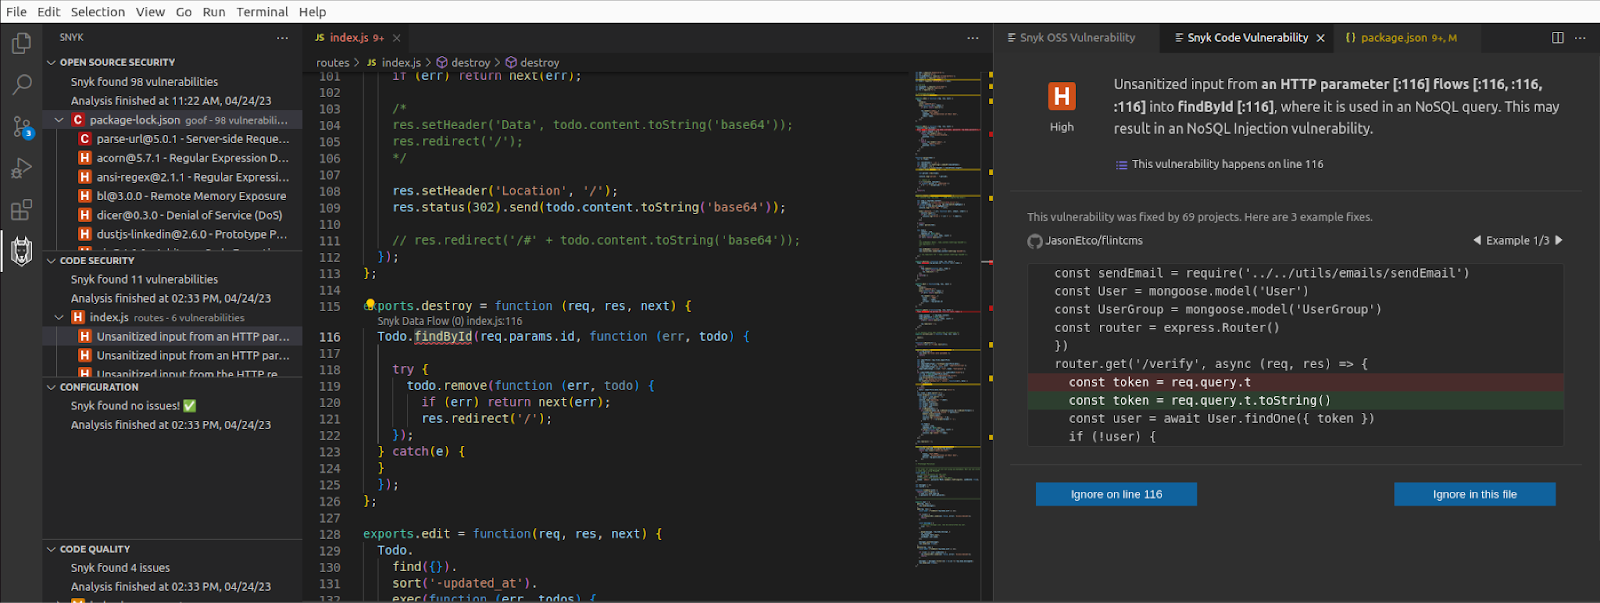 File Edit Selection View Go Run Terminal Help
SNYK
OPEN SOURCE SECURITY
Snyk found 98 vulnerabilities
Analysis finished at 11:22 AM, 04/24/23
C package-lock.json goof - 98 vulnerabili...
C parse-url@5.0.1 - Server-side Reque...
H acorn@5.7.1 - Regular Expression D...
H ansi-regex@2.1.1 - Regular Expressi...
H bl@3.0.0 - Remote Memory Exposure
H dicer@0.3.0 - Denial of Service (DoS)
H dustjs-linkedin@2.6.0 - Prototype P...
3
CODE SECURITY
Snyk found 11 vulnerabilities
Analysis finished at 02:33 PM, 04/24/23
H index.js routes - 6 vulnerabilities
H Unsanitized input from an HTTP par...
H Unsanitized input from an HTTP par...
H Unsanitized input from the HTTP re...
CONFIGURATION
Snyk found no issues! ✅
Analysis finished at 02:33 PM, 04/24/23
CODE QUALITY
Snyk found 4 issues
Analysis finished at 02:33 PM, 04/24/23
JS index.js 9+
routes > JS index.js > destroy > destroy
101 if (err) return next(err);
102
103 /*
104 res.setHeader('Data', todo.content.toString('base64'));
105 res.redirect('/');
106 */
107
108 res.setHeader('Location', '/');
109 res.status(302).send(todo.content.toString('base64'));
110
111 // res.redirect('/#' + todo.content.toString('base64'));
112 });
113 };
114
115 exports.destroy = function (req, res, next) {
Snyk Data Flow (0) index.js:116
116 Todo.findById(req.params.id, function (err, todo) {
117
118 try {
119 todo.remove(function (err, todo) {
120 if (err) return next(err);
121 res.redirect('/');
122 });
123 } catch(e) {
124 }
125 });
126 };
127
128 exports.edit = function(req, res, next) {
129 Todo.
130 find({}).
131 sort('-updated_at').
132 exec(function (err, todos) {
Snyk OSS Vulnerability
Snyk Code Vulnerability
{} package.json 9+, M
H
High
Unsanitized input from an HTTP parameter [:116] flows [:116, :116,
:116] into findById [:116], where it is used in an NoSQL query. This may
result in an NoSQL Injection vulnerability.
This vulnerability happens on line 116
This vulnerability was fixed by 69 projects. Here are 3 example fixes.
JasonEtco/flintcms
Example 1/3
const sendEmail = require('../../utils/emails/sendEmail')
const User = mongoose.model('User')
const UserGroup = mongoose.model('UserGroup')
const router = express.Router()
})
router.get('/verify', async (req, res) => {
const token = req.query.t
const token = req.query.t.toString()
const user = await User.findOne({ token })
if (!user) {
Ignore on line 116
Ignore in this file